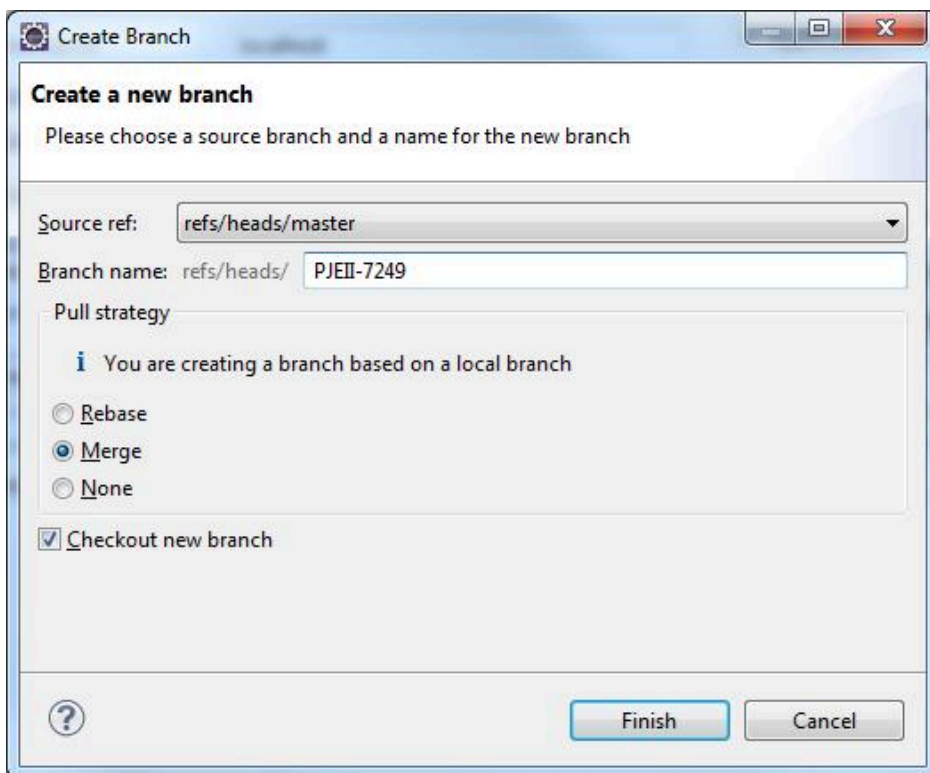 Create Branch
Create a new branch
Please choose a source branch and a name for the new branch
Source ref: refs/heads/master
Branch name: refs/heads/ PJEII-7249
Pull strategy
i You are creating a branch based on a local branch
Rebase
Merge
None
Checkout new branch
? Finish Cancel